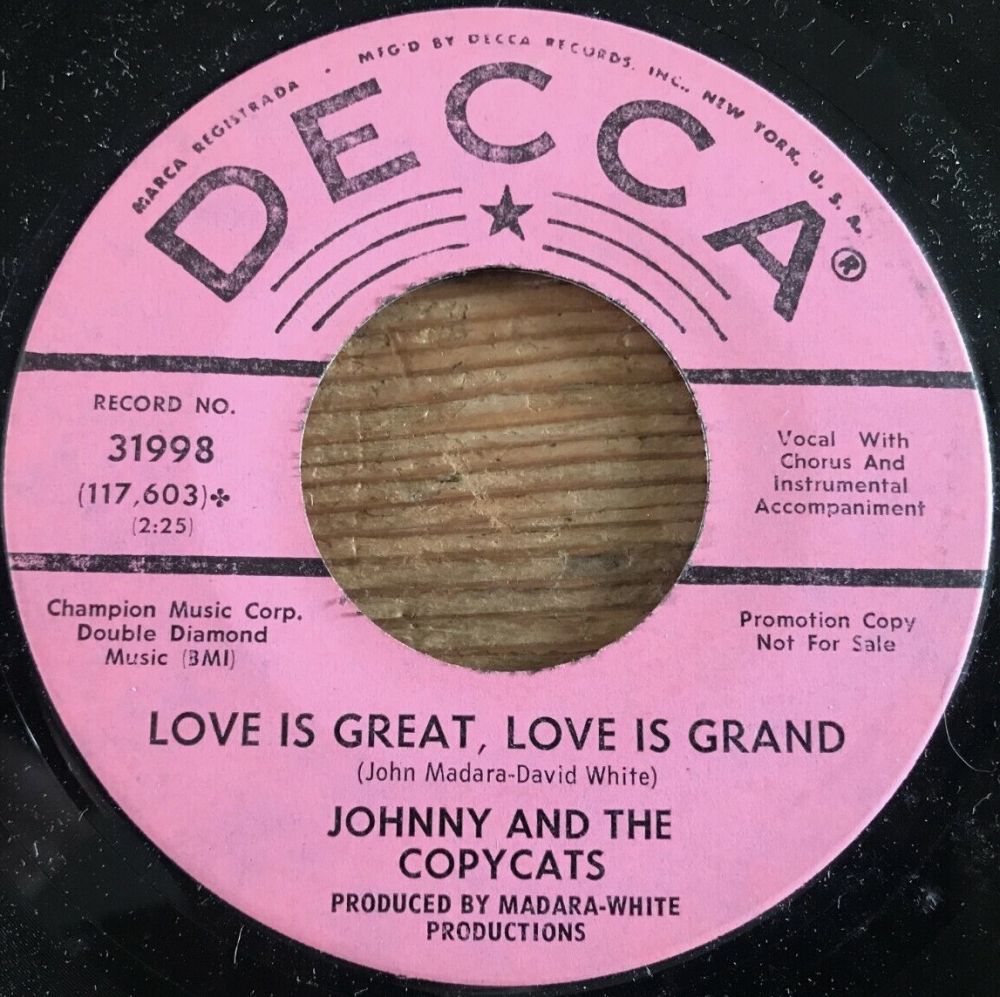 MARCA REGISTRADA · MFG'D BY DECCA RECORDS, INC., NEW YORK, U.S.A.
DECCA®
RECORD NO.
31998
(117,603)✤
(2:25)
Vocal With
Chorus And
Instrumental
Accompaniment
Champion Music Corp.
Double Diamond
Music (BMI)
Promotion Copy
Not For Sale
LOVE IS GREAT, LOVE IS GRAND
(John Madara-David White)
JOHNNY AND THE
COPYCATS
PRODUCED BY MADARA-WHITE
PRODUCTIONS